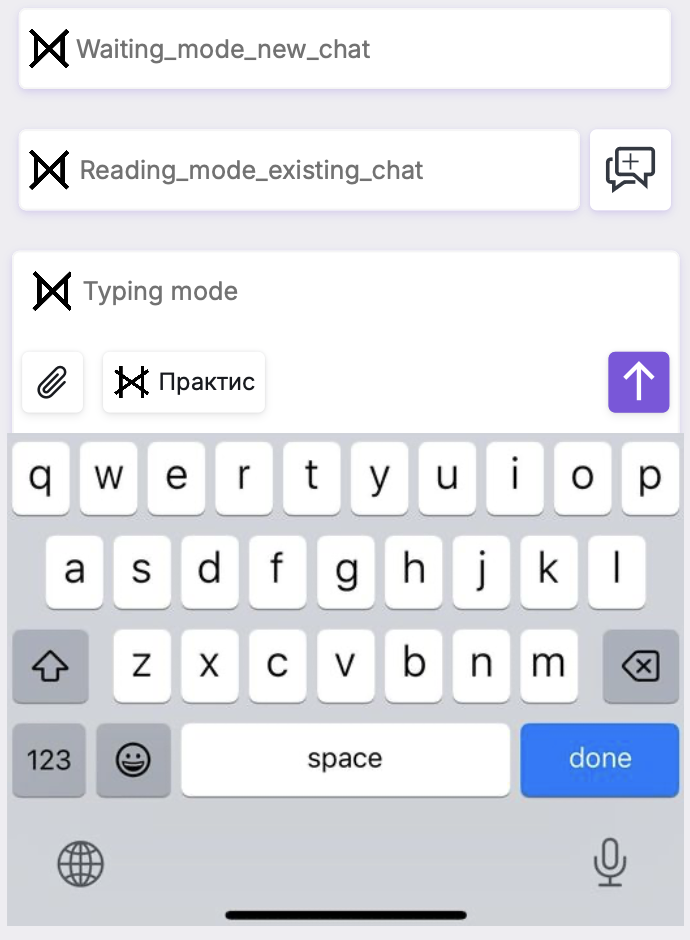 Waiting_mode_new_chat
Reading_mode_existing_chat
Typing mode
Практис
q w e r t y u i o p
a s d f g h j k l
z x c v b n m
123 space done